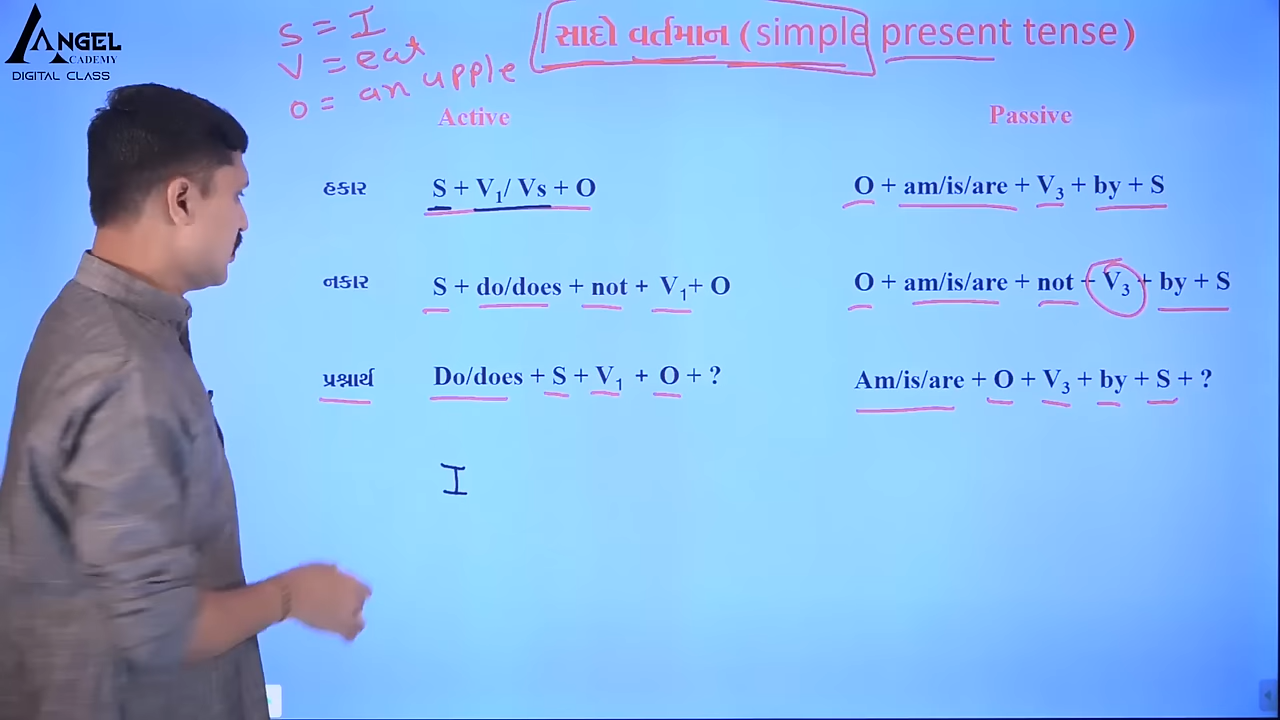 ANGEL
ACADEMY
DIGITAL CLASS
S = I
V = eat
O = an apple
સાદો વર્તમાન (simple present tense)
Active Passive
હકાર S + V1/ Vs + O O + am/is/are + V3 + by + S
નકાર S + do/does + not + V1+ O O + am/is/are + not + V3 + by + S
પ્રશ્નાર્થ Do/does + S + V1 + O + ? Am/is/are + O + V3 + by + S + ?
I